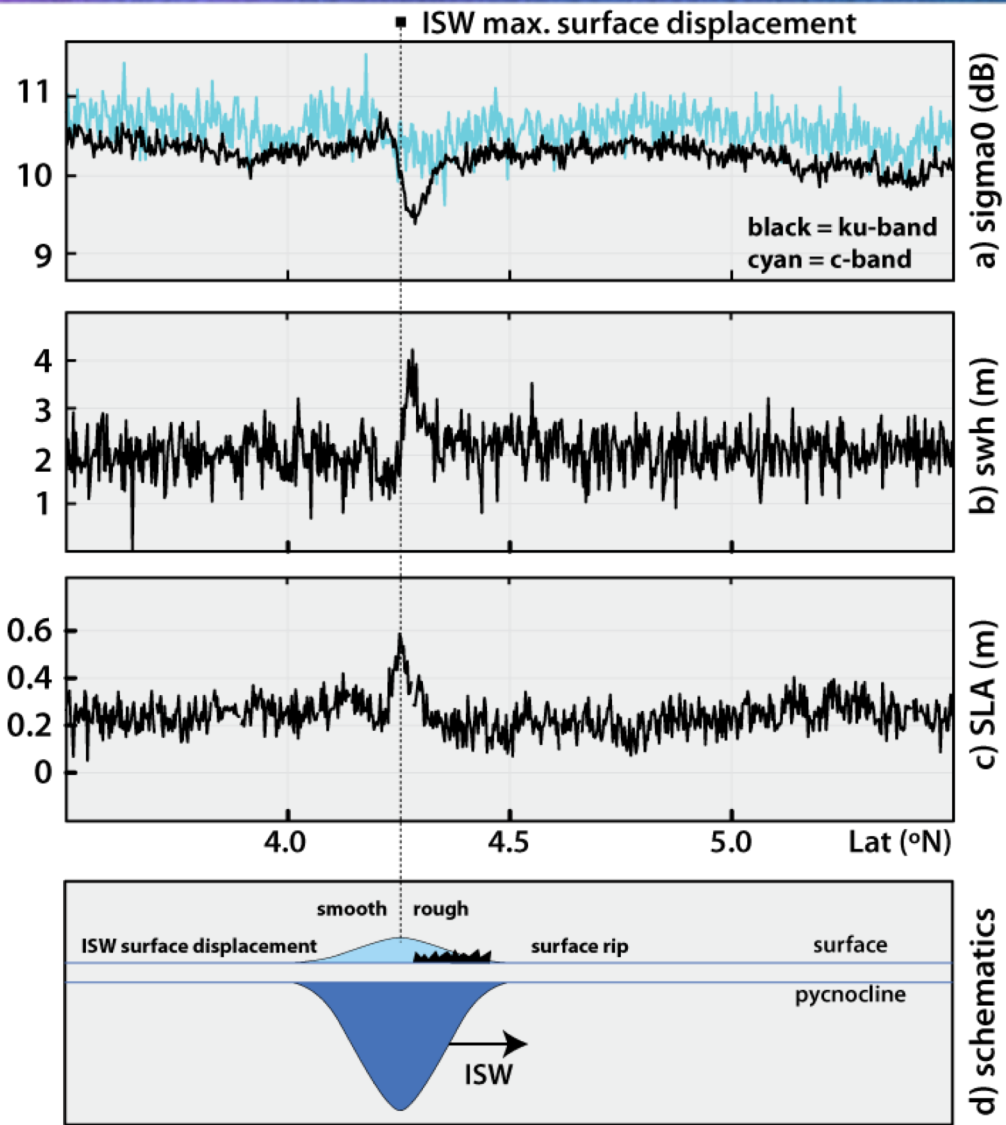 ISW max. surface displacement
11
10
9
black = ku-band
cyan = c-band
a) sigma0 (dB)
4
3
2
1
b) swh (m)
0.6
0.4
0.2
0
c) SLA (m)
4.0 4.5 5.0 Lat (ºN)
smooth rough
ISW surface displacement surface rip surface
pycnocline
ISW
d) schematics